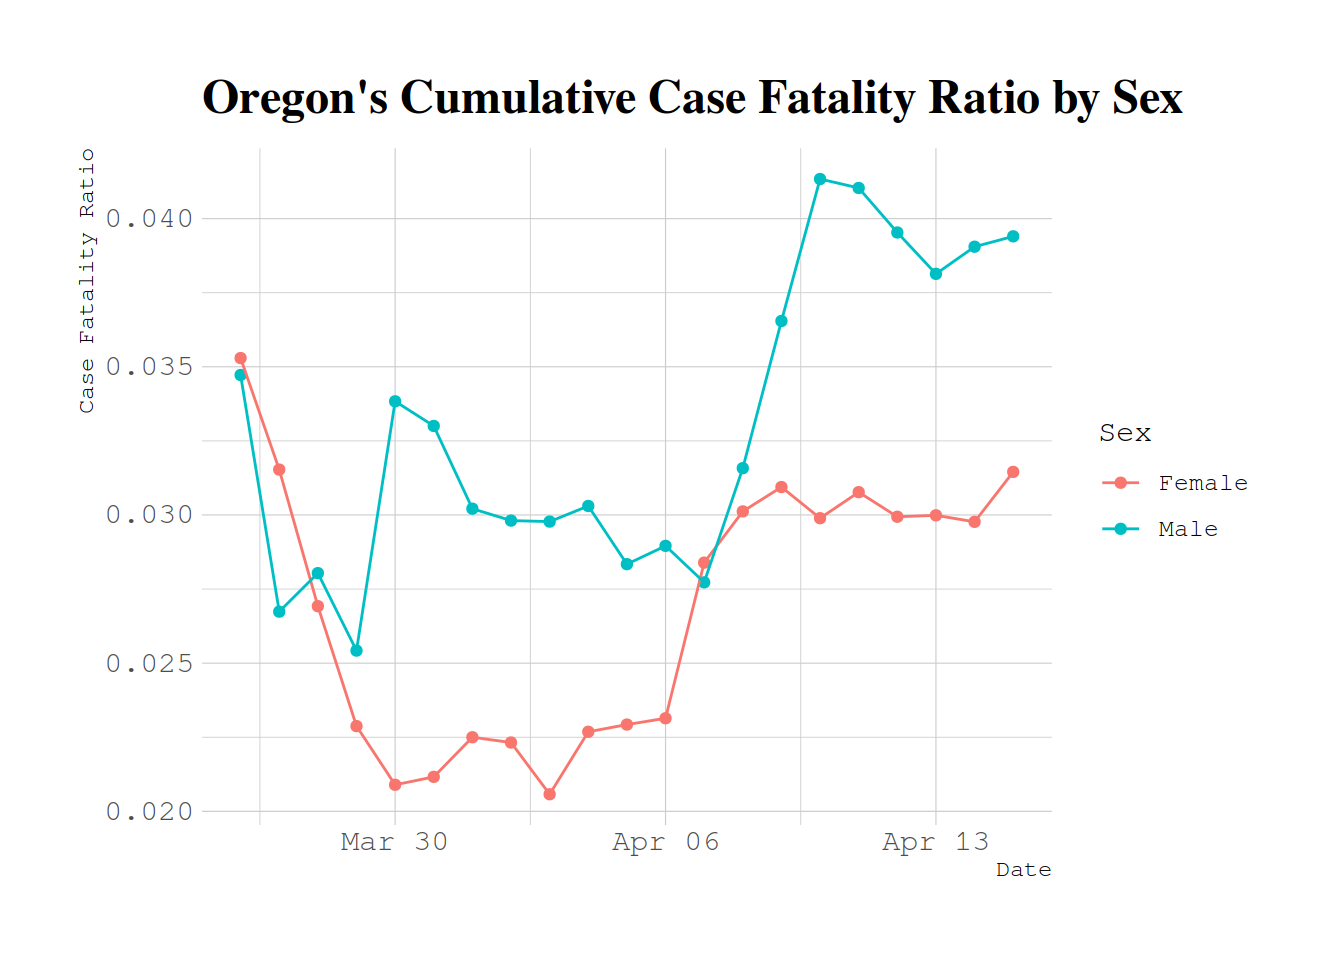 Oregon's Cumulative Case Fatality Ratio by Sex
Case Fatality Ratio
0.040
0.035
0.030
0.025
0.020
Mar 30 Apr 06 Apr 13
Date
Sex
Female
Male